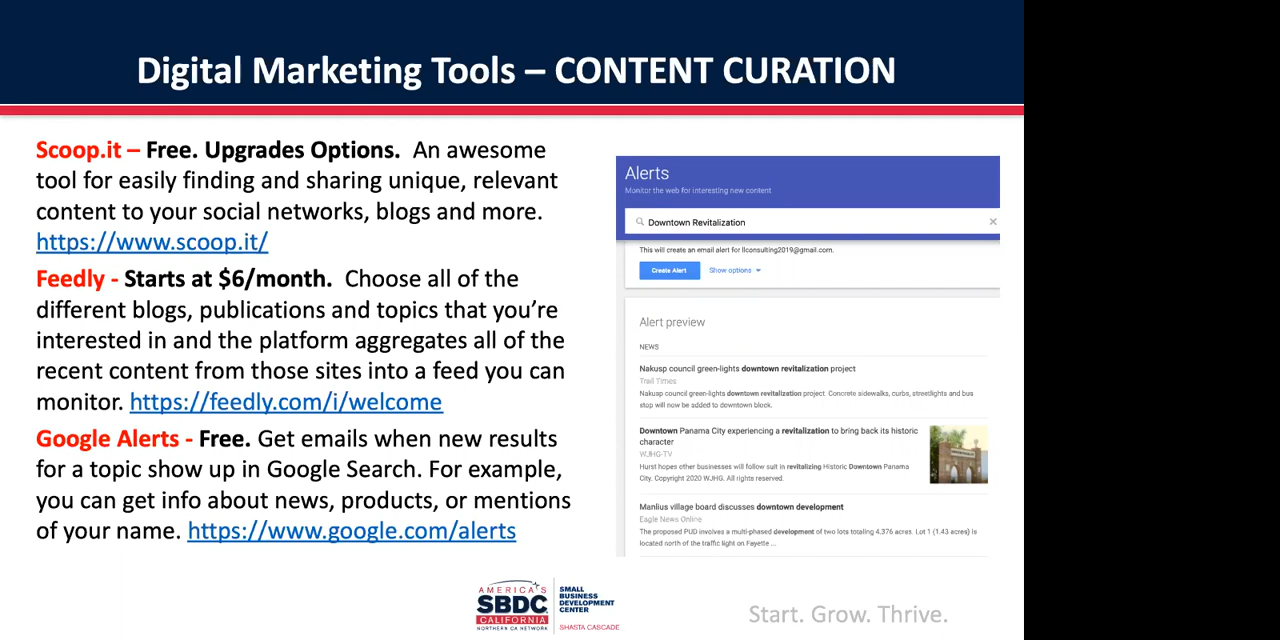 Digital Marketing Tools – CONTENT CURATION
Scoop.it – Free. Upgrades Options. An awesome
tool for easily finding and sharing unique, relevant
content to your social networks, blogs and more.
https://www.scoop.it/
Feedly - Starts at $6/month. Choose all of the
different blogs, publications and topics that you’re
interested in and the platform aggregates all of the
recent content from those sites into a feed you can
monitor. https://feedly.com/i/welcome
Google Alerts - Free. Get emails when new results
for a topic show up in Google Search. For example,
you can get info about news, products, or mentions
of your name. https://www.google.com/alerts
Alerts
Monitor the web for interesting new content
Downtown Revitalization
This will create an email alert for llconsulting2019@gmail.com.
Create Alert Show options
Alert preview
NEWS
Nakusp council green-lights downtown revitalization project
Trail Times
Nakusp council green-lights downtown revitalization project. Concrete sidewalks, curbs, streetlights and bus
stop will now be added to downtown block.
Downtown Panama City experiencing a revitalization to bring back its historic
character
WJHG-TV
Hurst hopes other businesses will follow suit in revitalizing Historic Downtown Panama
City. Copyright 2020 WJHG. All rights reserved.
Manlius village board discusses downtown development
Eagle News Online
The proposed PUD involves a multi-phased development of two lots totaling 4.376 acres. Lot 1 (1.43 acres) is
located north of the traffic light on Fayette ...
AMERICA'S
SBDC
CALIFORNIA
NORTHERN CA NETWORK
SMALL
BUSINESS
DEVELOPMENT
CENTER
SHASTA CASCADE
Start. Grow. Thrive.